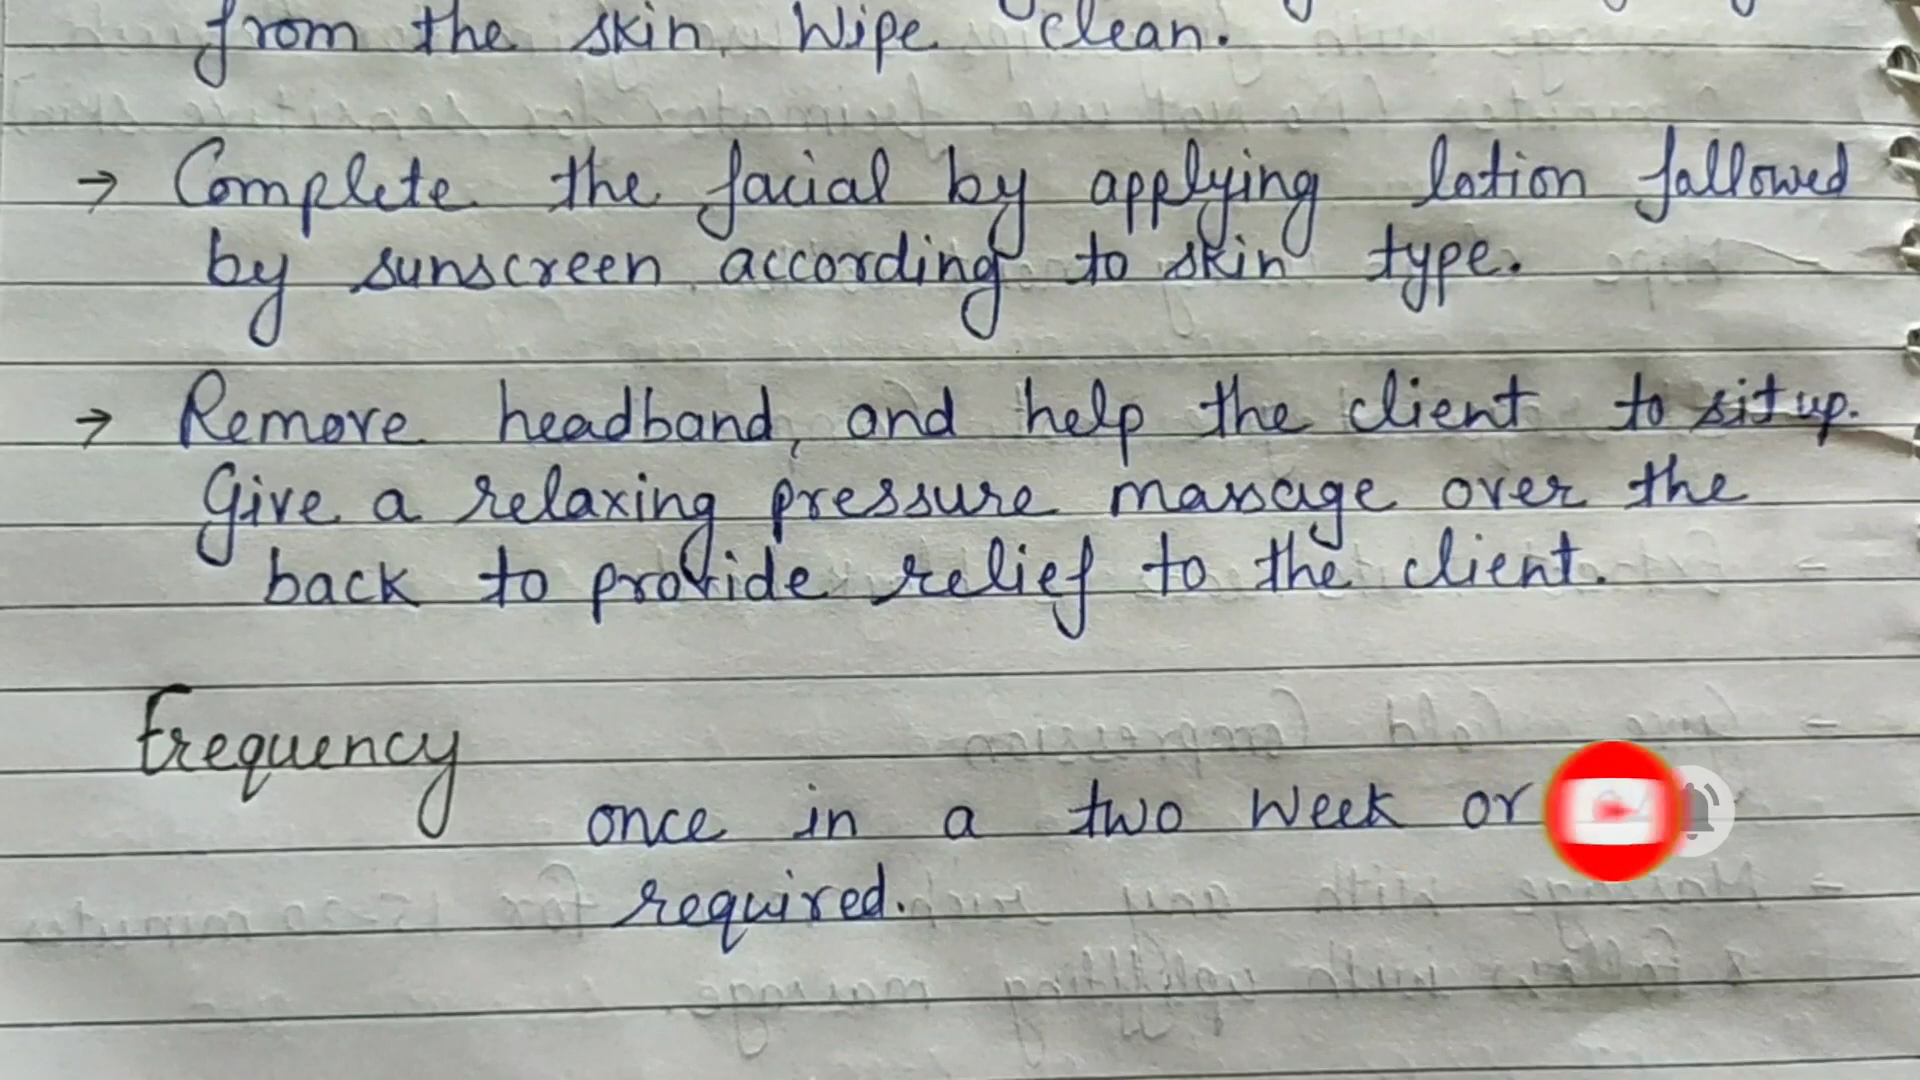 from the skin. Wipe clean.
→ Complete the facial by applying lotion fallowed
by sunscreen according to skin type.
→ Remove headband, and help the client to sit up.
Give a relaxing pressure massage over the
back to provide relief to the client.
Frequency
once in a two week or
required.